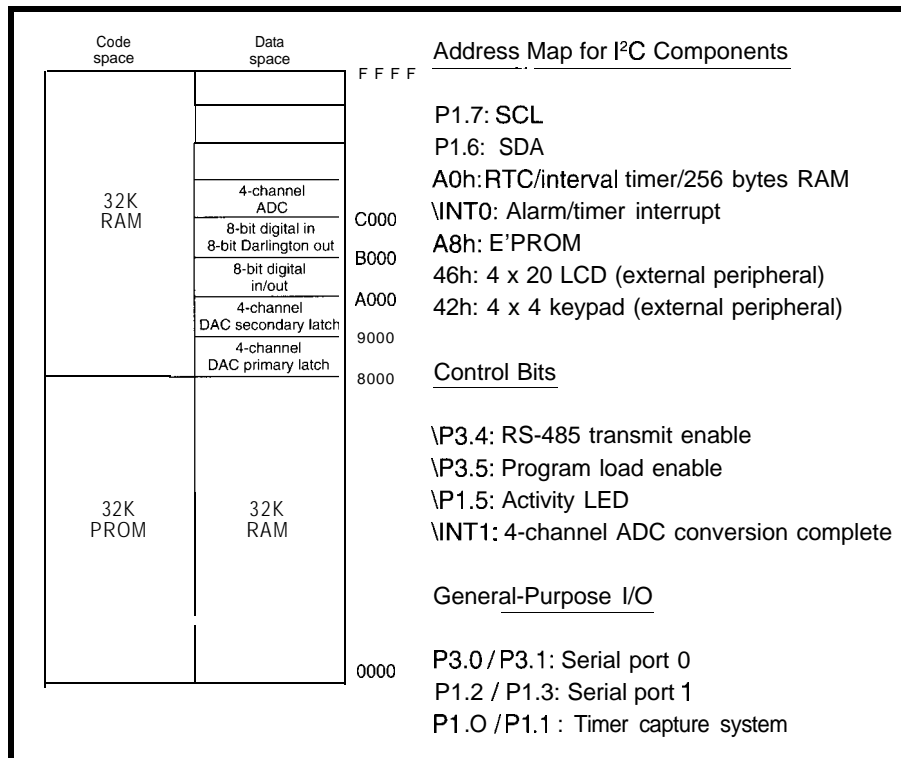 Code
space
Data
space
F F F F
32K
RAM
4-channel
ADC
C000
8-bit digital in
8-bit Darlington out
B000
8-bit digital
in/out
A000
4-channel
DAC secondary latch
9000
4-channel
DAC primary latch
8000
32K
PROM
32K
RAM
0000
Address Map for I²C Components
P1.7: SCL
P1.6: SDA
A0h: RTC/interval timer/256 bytes RAM
\INT0: Alarm/timer interrupt
A8h: E'PROM
46h: 4 x 20 LCD (external peripheral)
42h: 4 x 4 keypad (external peripheral)
Control Bits
\P3.4: RS-485 transmit enable
\P3.5: Program load enable
\P1.5: Activity LED
\INT1: 4-channel ADC conversion complete
General-Purpose I/O
P3.0 / P3.1: Serial port 0
P1.2 / P1.3: Serial port 1
P1.O / P1.1 : Timer capture system